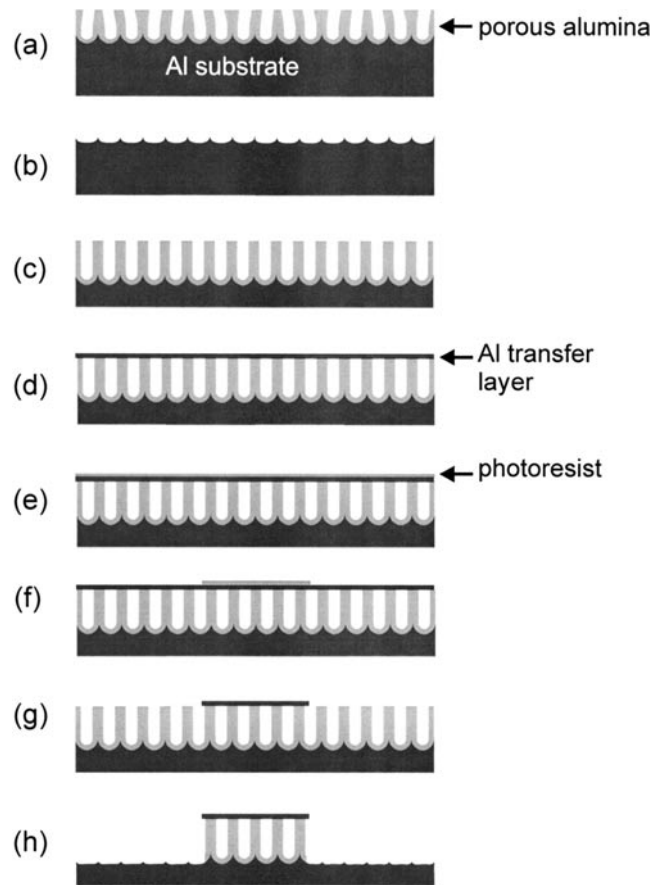 (a)
porous alumina
Al substrate
(b)
(c)
(d)
Al transfer
layer
(e)
photoresist
(f)
(g)
(h)